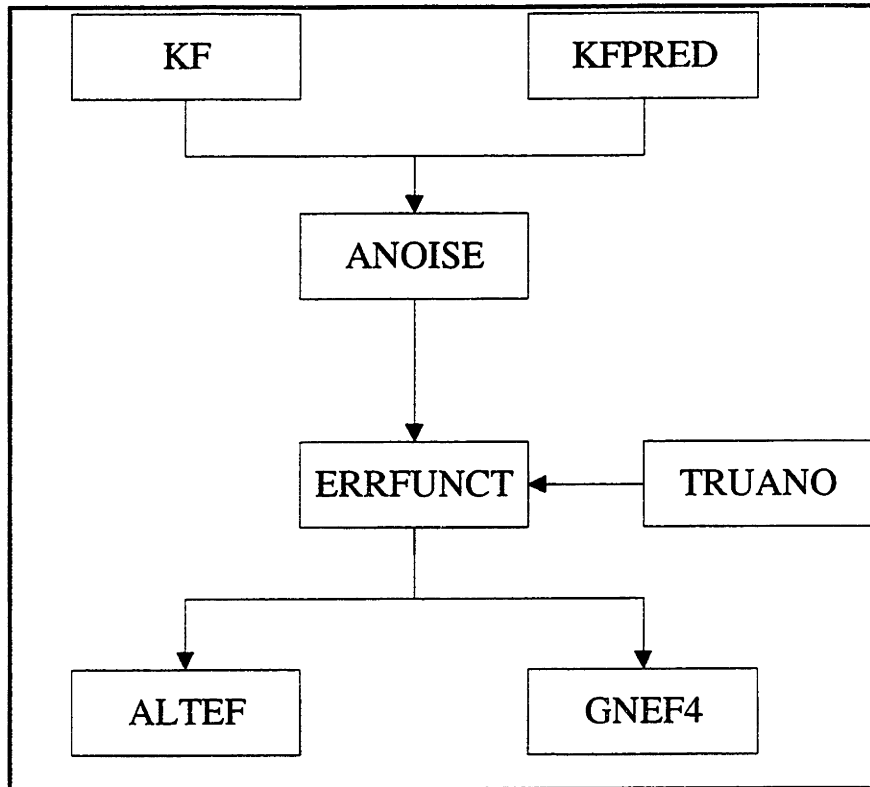 KF
KFPRED
ANOISE
ERRFUNCT
TRUANO
ALTEF
GNEF4